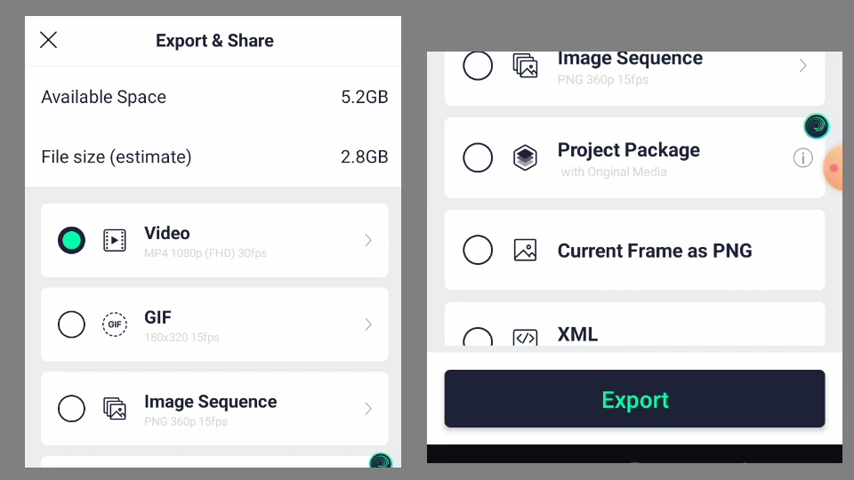 Export & Share
Available Space 5.2GB
File size (estimate) 2.8GB
Video
MP4 1080p (FHD) 30fps
GIF
GIF
180x320 15fps
Image Sequence
PNG 360p 15fps
Image Sequence
PNG 360p 15fps
Project Package
with Original Media
Current Frame as PNG
XML
Export